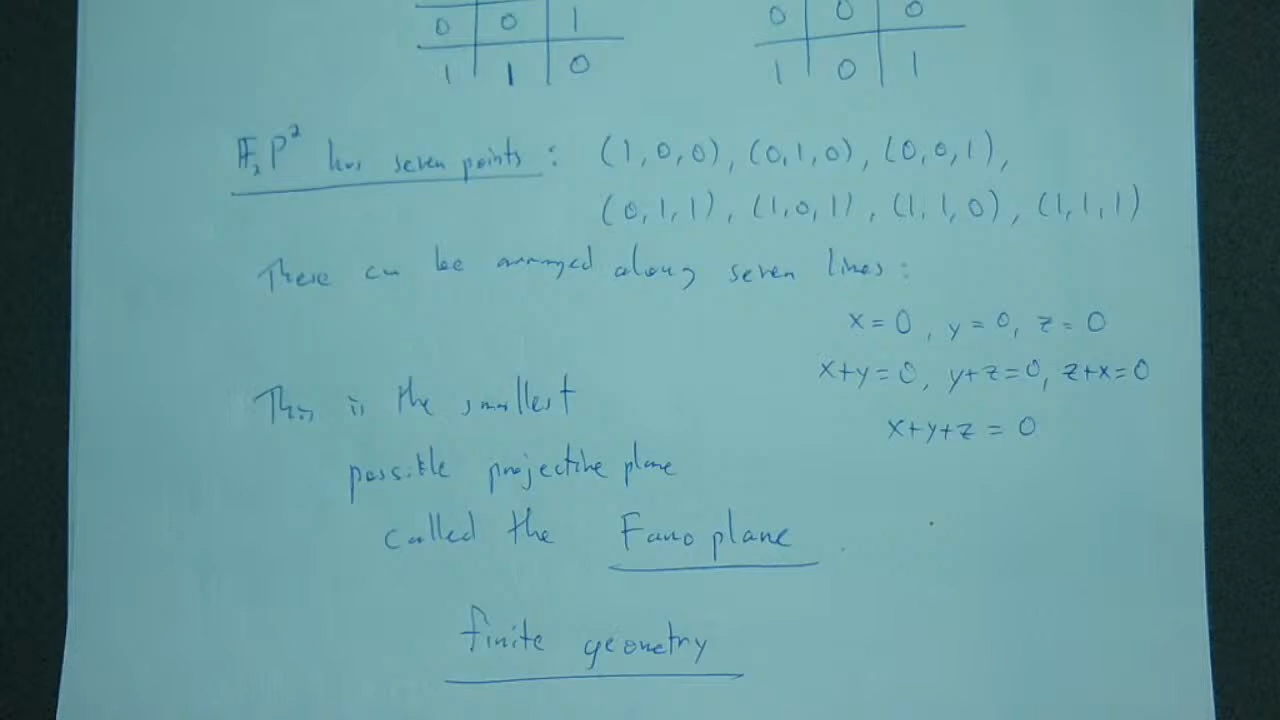 0 0 1
0 0 0
1 1 0
1 0 1
F₂P² has seven points : (1,0,0), (0,1,0), (0,0,1),
(0,1,1), (1,0,1), (1,1,0), (1,1,1)
There can be arranged along seven lines :
x=0, y=0, z=0
x+y=0, y+z=0, z+x=0
x+y+z=0
This is the smallest
possible projective plane
called the Fano plane
finite geometry